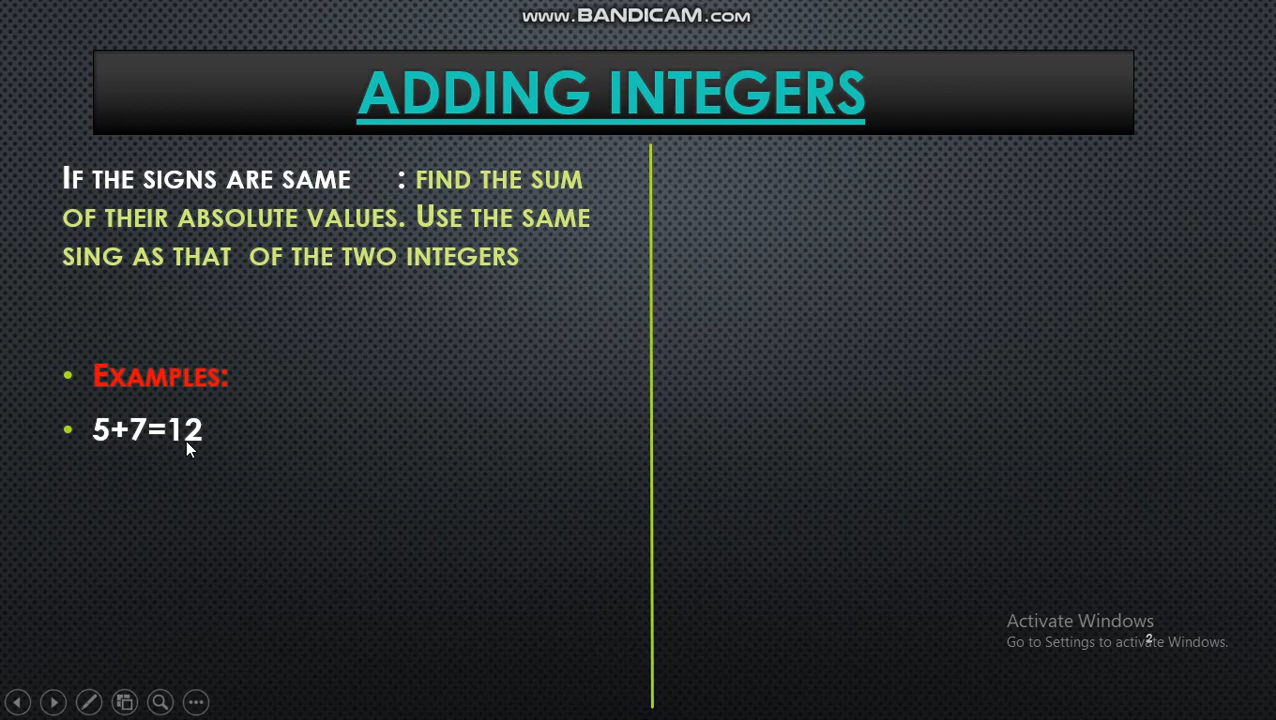 www.BANDICAM.com
ADDING INTEGERS
IF THE SIGNS ARE SAME : FIND THE SUM
OF THEIR ABSOLUTE VALUES. USE THE SAME
SING AS THAT OF THE TWO INTEGERS
• EXAMPLES:
• 5+7=12
Activate Windows
Go to Settings to activate Windows.
2